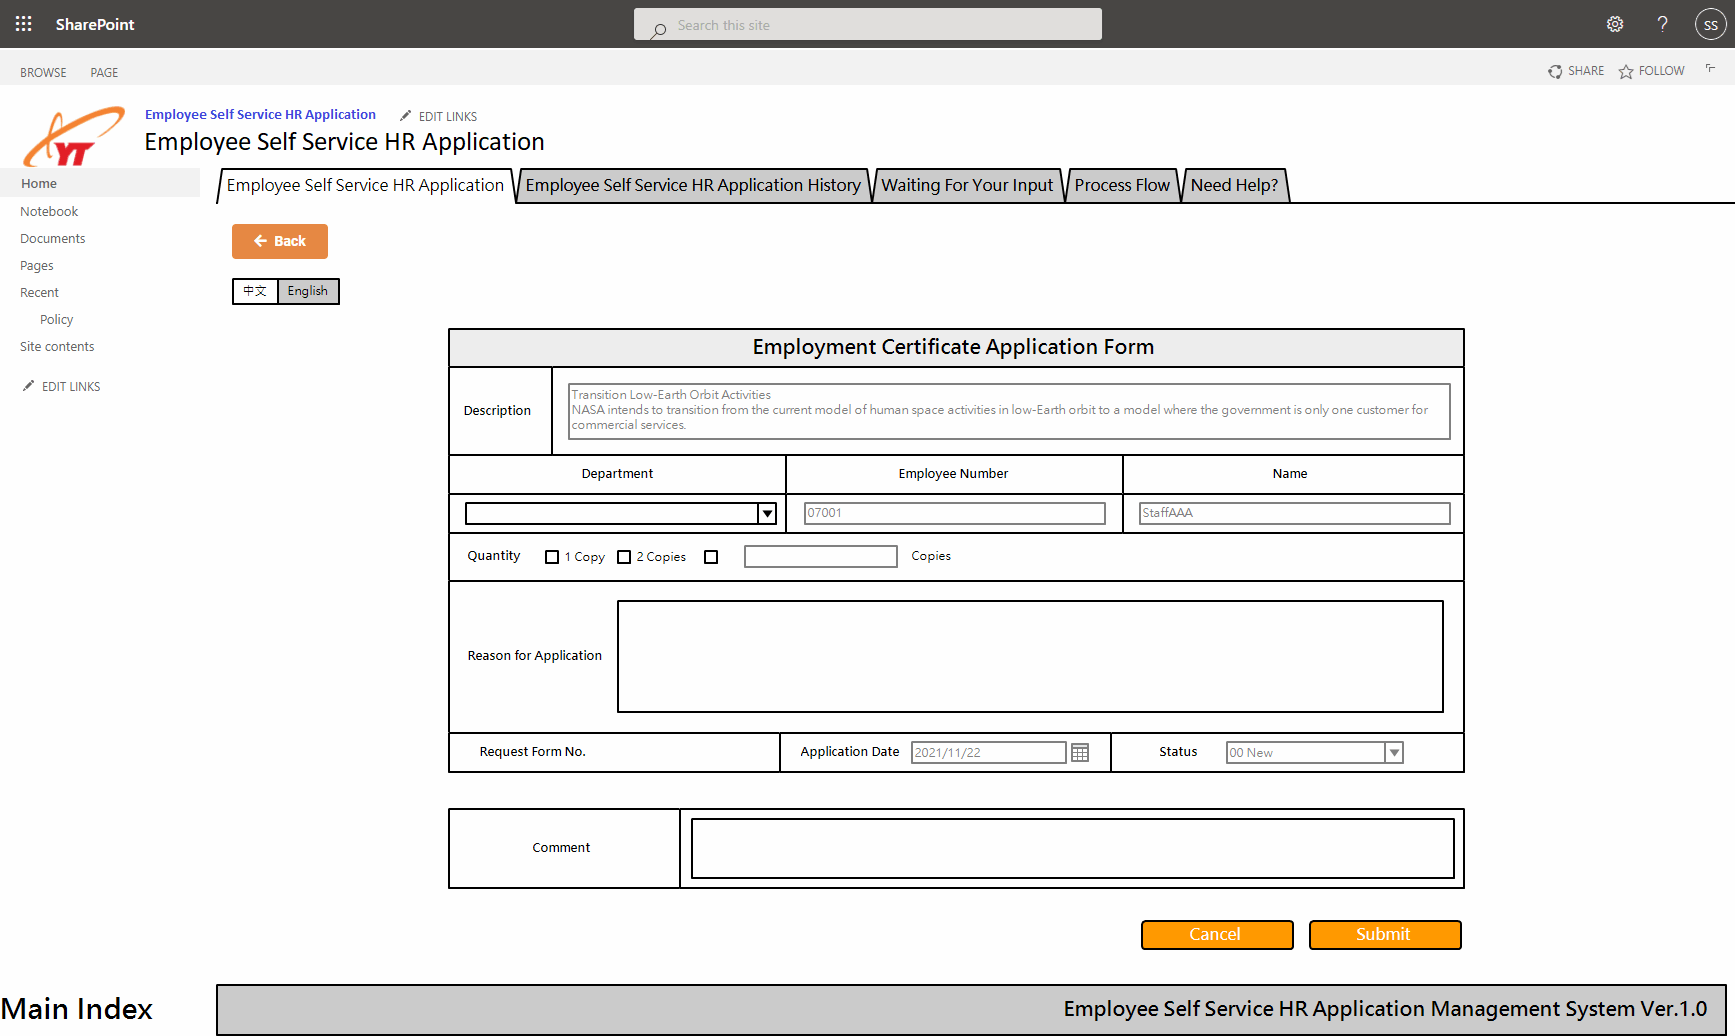 SharePoint
Search this site
?
SS
BROWSE PAGE
SHARE FOLLOW
Employee Self Service HR Application EDIT LINKS
Employee Self Service HR Application
YT
Home
Notebook
Documents
Pages
Recent
Policy
Site contents
EDIT LINKS
Employee Self Service HR Application Employee Self Service HR Application History Waiting For Your Input Process Flow Need Help?
Back
中文 English
Employment Certificate Application Form
Description
Transition Low-Earth Orbit Activities
NASA intends to transition from the current model of human space activities in low-Earth orbit to a model where the government is only one customer for
commercial services.
Department Employee Number Name
07001 StaffAAA
Quantity 1 Copy 2 Copies Copies
Reason for Application
Request Form No. Application Date 2021/11/22 Status 00 New
Comment
Cancel Submit
Main Index
Employee Self Service HR Application Management System Ver.1.0